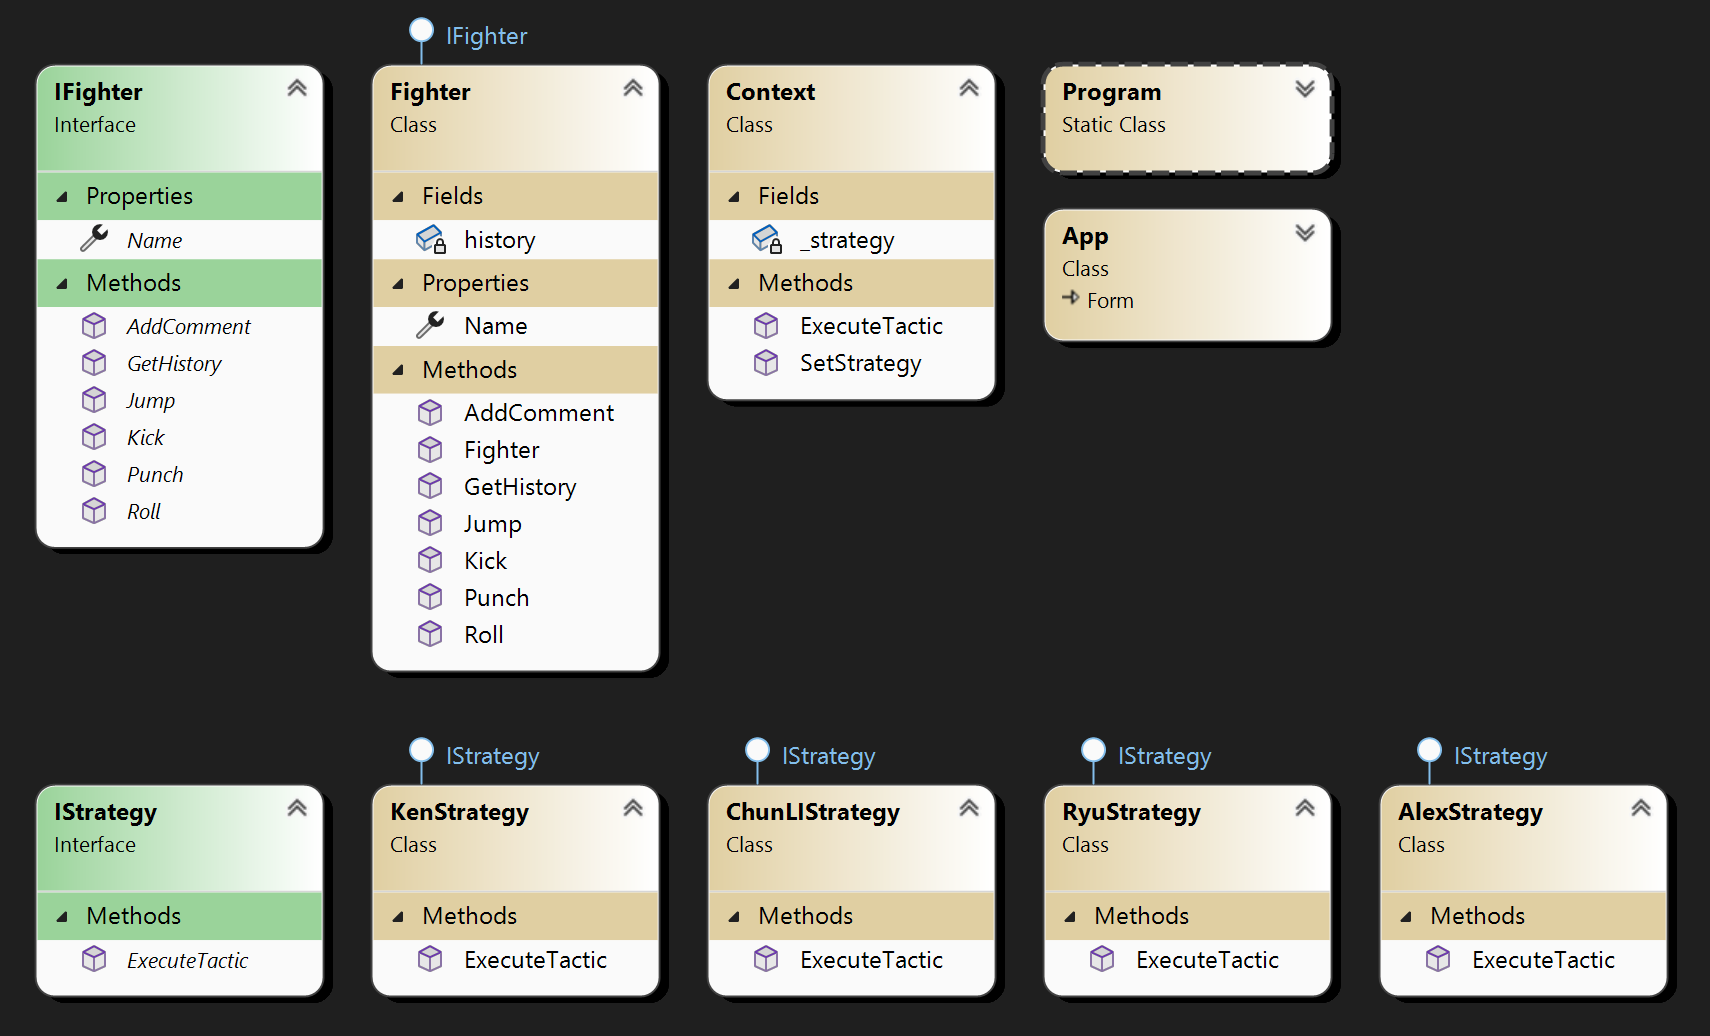 IFighter
IFighter
Interface
Properties
Name
Methods
AddComment
GetHistory
Jump
Kick
Punch
Roll
Fighter
Class
Fields
history
Properties
Name
Methods
AddComment
Fighter
GetHistory
Jump
Kick
Punch
Roll
Context
Class
Fields
_strategy
Methods
ExecuteTactic
SetStrategy
Program
Static Class
App
Class
Form
IStrategy
IStrategy
IStrategy
IStrategy
IStrategy
Interface
Methods
ExecuteTactic
KenStrategy
Class
Methods
ExecuteTactic
ChunLIStrategy
Class
Methods
ExecuteTactic
RyuStrategy
Class
Methods
ExecuteTactic
AlexStrategy
Class
Methods
ExecuteTactic